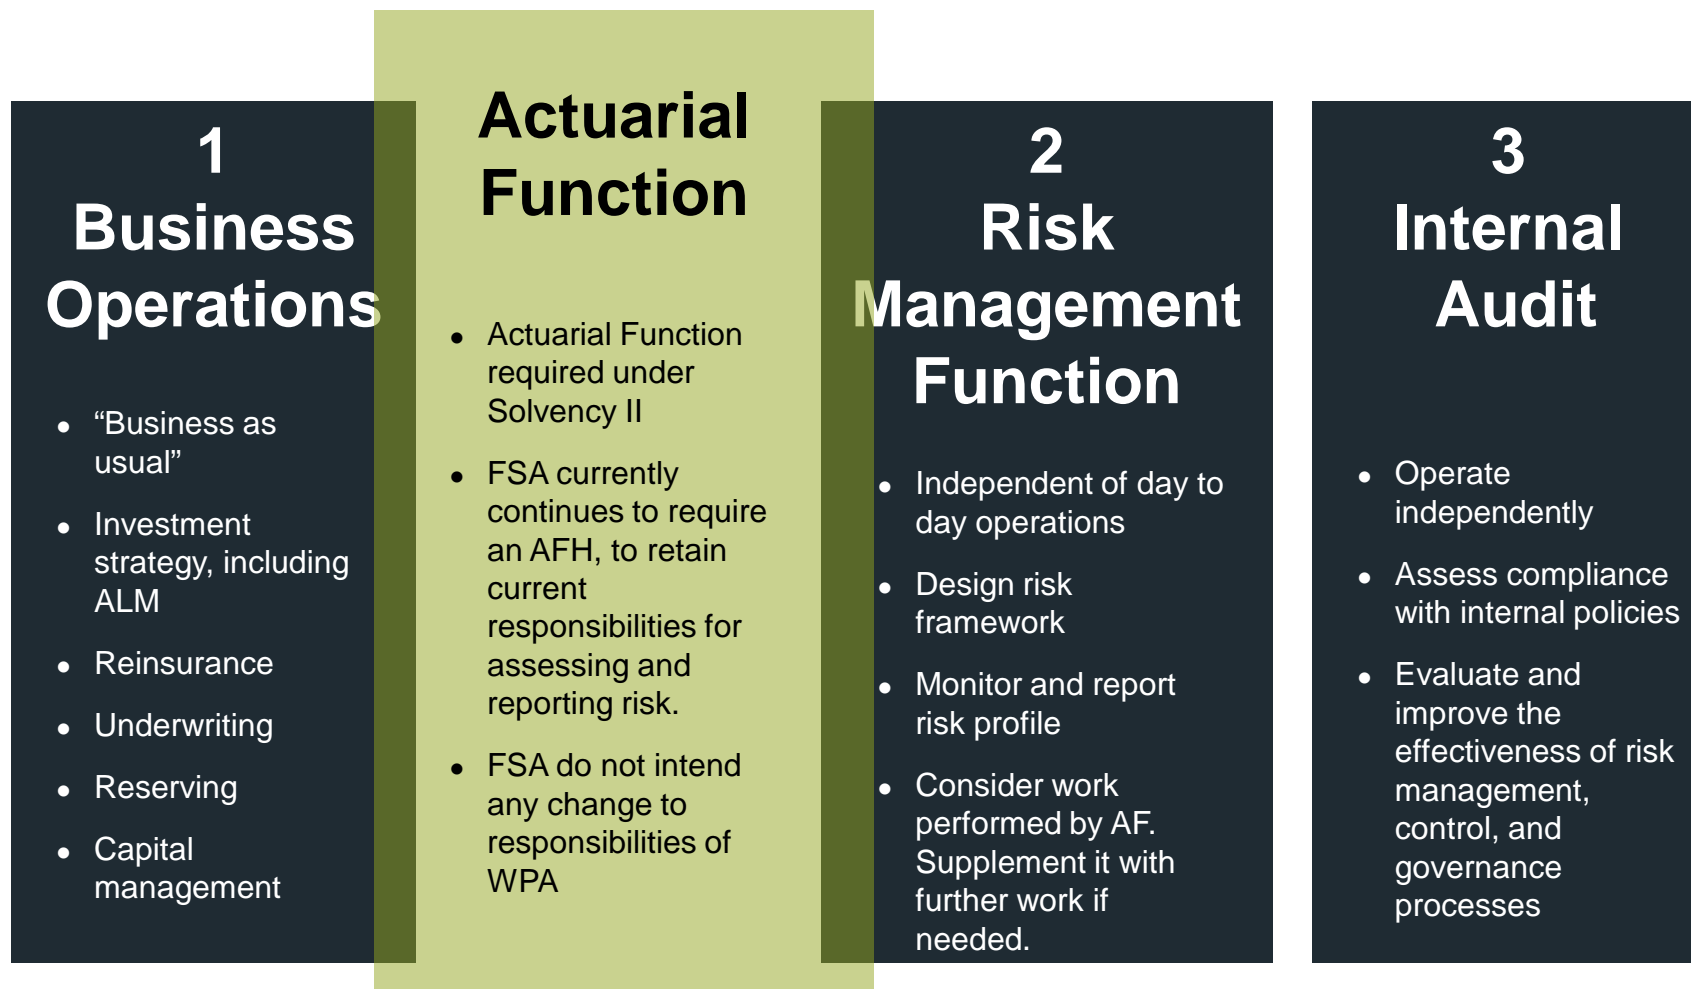 1
Business
Operations
● “Business as
usual”
● Investment
strategy, including
ALM
● Reinsurance
● Underwriting
● Reserving
● Capital
management
Actuarial
Function
● Actuarial Function
required under
Solvency II
● FSA currently
continues to require
an AFH, to retain
current
responsibilities for
assessing and
reporting risk.
● FSA do not intend
any change to
responsibilities of
WPA
2
Risk
Management
Function
● Independent of day to
day operations
● Design risk
framework
● Monitor and report
risk profile
● Consider work
performed by AF.
Supplement it with
further work if
needed.
3
Internal
Audit
● Operate
independently
● Assess compliance
with internal policies
● Evaluate and
improve the
effectiveness of risk
management,
control, and
governance
processes